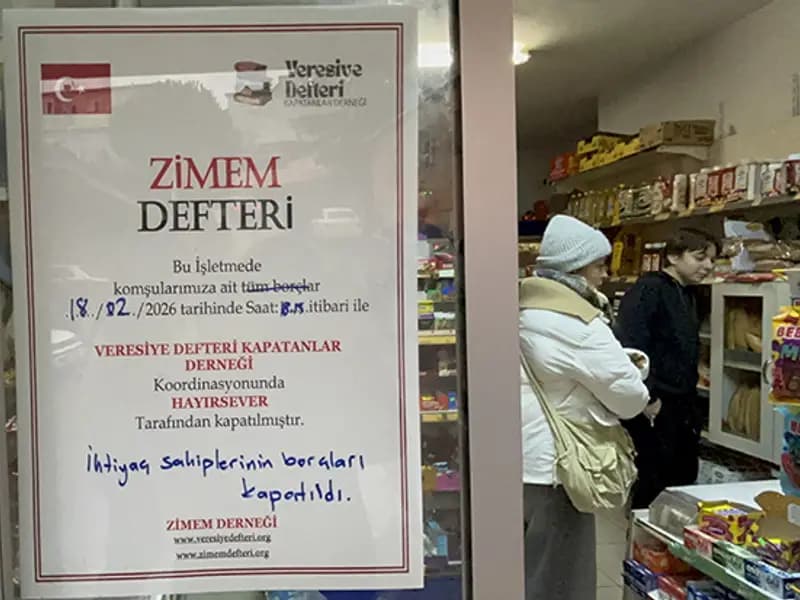 Veresiye
Defteri
KAPATANLAR DERNEĞİ
ZİMEM
DEFTERİ
Bu İşletmede
komşularımıza ait tüm borçlar
18./02./2026 tarihinde Saat: itibari ile
VERESİYE DEFTERİ KAPATANLAR
DERNEĞİ
Koordinasyonunda
HAYIRSEVER
Tarafından kapatılmıştır.
İhtiyaç sahiplerinin borçları
kapatıldı.
ZİMEM DERNEĞİ
www.veresiyedefteri.org
www.zimemdefteri.org